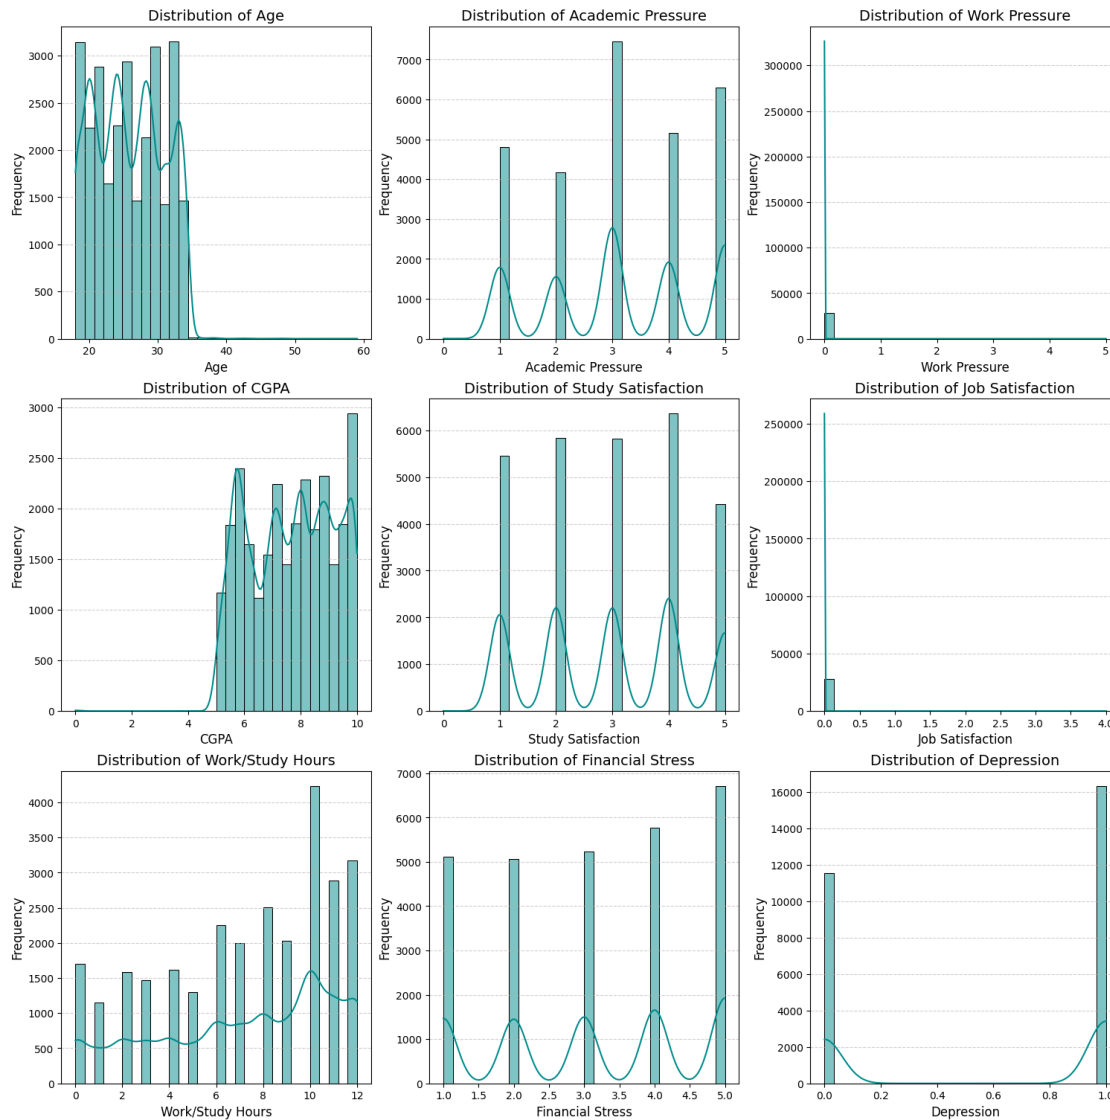 Distribution of Age
Distribution of Academic Pressure
Distribution of Work Pressure
Frequency
3000
2500
2000
1500
1000
500
0
20 30 40 50 60
Age
Frequency
7000
6000
5000
4000
3000
2000
1000
0
0 1 2 3 4 5
Academic Pressure
Frequency
300000
250000
200000
150000
100000
50000
0
0 1 2 3 4 5
Work Pressure
Distribution of CGPA
Distribution of Study Satisfaction
Distribution of Job Satisfaction
Frequency
3000
2500
2000
1500
1000
500
0
0 2 4 6 8 10
CGPA
Frequency
6000
5000
4000
3000
2000
1000
0
0 1 2 3 4 5
Study Satisfaction
Frequency
250000
200000
150000
100000
50000
0
0.0 0.5 1.0 1.5 2.0 2.5 3.0 3.5 4.0
Job Satisfaction
Distribution of Work/Study Hours
Distribution of Financial Stress
Distribution of Depression
Frequency
4000
3500
3000
2500
2000
1500
1000
500
0
0 2 4 6 8 10 12
Work/Study Hours
Frequency
7000
6000
5000
4000
3000
2000
1000
0
1.0 1.5 2.0 2.5 3.0 3.5 4.0 4.5 5.0
Financial Stress
Frequency
16000
14000
12000
10000
8000
6000
4000
2000
0
0.0 0.2 0.4 0.6 0.8 1.0
Depression